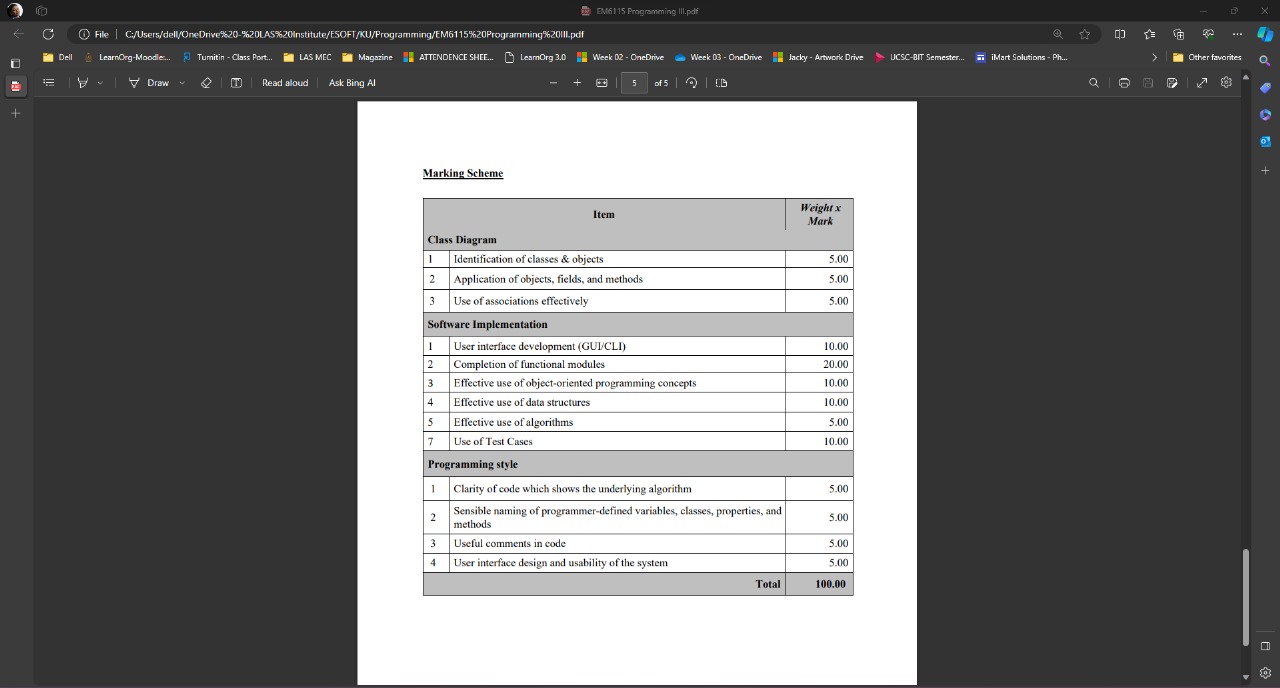 EM6115 Programming III.pdf
File C:/Users/dell/OneDrive%20-%20LAS%20Institute/ESOFT/KU/Programming/EM6115%20Programming%20III.pdf
Dell LearnOrg-Moodle:... Turnitin - Class Port... LAS MEC Magazine ATTENDENCE SHEE... LearnOrg 3.0 Week 02 - OneDrive Week 03 - OneDrive Jacky - Artwork Drive UCSC-BIT Semester... iMart Solutions - Ph... Other favorites
Draw Read aloud Ask Bing AI 5 of 5
Marking Scheme
Item Weight x
Mark
Class Diagram
1 Identification of classes & objects 5.00
2 Application of objects, fields, and methods 5.00
3 Use of associations effectively 5.00
Software Implementation
1 User interface development (GUI/CLI) 10.00
2 Completion of functional modules 20.00
3 Effective use of object-oriented programming concepts 10.00
4 Effective use of data structures 10.00
5 Effective use of algorithms 5.00
7 Use of Test Cases 10.00
Programming style
1 Clarity of code which shows the underlying algorithm 5.00
2 Sensible naming of programmer-defined variables, classes, properties, and
methods 5.00
3 Useful comments in code 5.00
4 User interface design and usability of the system 5.00
Total 100.00